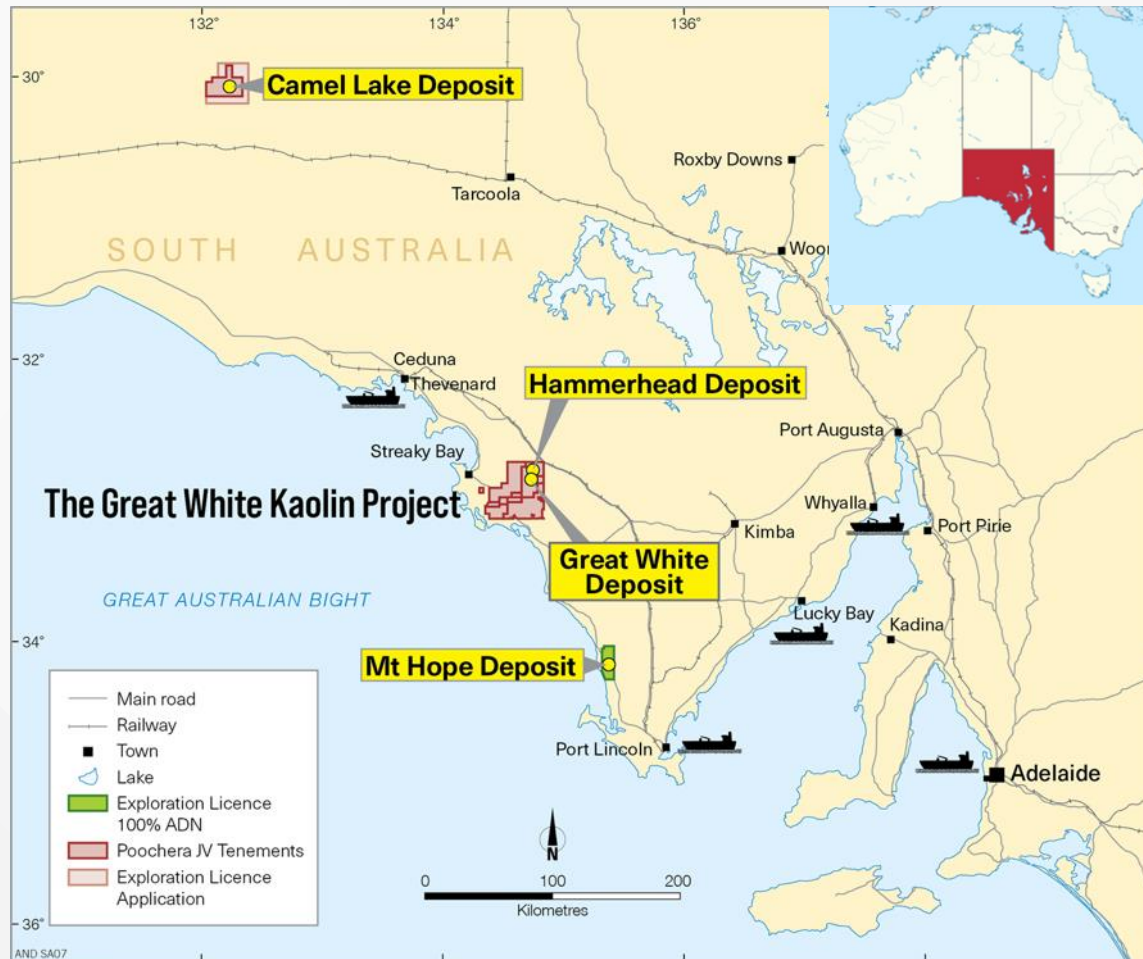 132°
134°
136°
30°
Camel Lake Deposit
Roxby Downs
Tarcoola
SOUTH AUSTRALIA
32°
Ceduna
Thevenard
Hammerhead Deposit
Port Augusta
Streaky Bay
The Great White Kaolin Project
Whyalla
Kimba
Port Pirie
Great White
Deposit
GREAT AUSTRALIAN BIGHT
Lucky Bay
Kadina
34°
Mt Hope Deposit
Port Lincoln
Adelaide
Main road
Railway
Town
Lake
Exploration Licence
100% ADN
Poochera JV Tenements
Exploration Licence
Application
N
0 100 200
Kilometres
36°
AND SA07